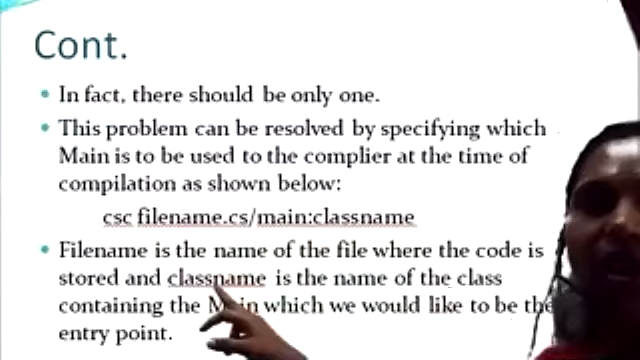 Cont.
In fact, there should be only one.
This problem can be resolved by specifying which
Main is to be used to the complier at the time of
compilation as shown below:
csc filename.cs/main:classname
Filename is the name of the file where the code is
stored and classname is the name of the class
containing the Main which we would like to be the
entry point.